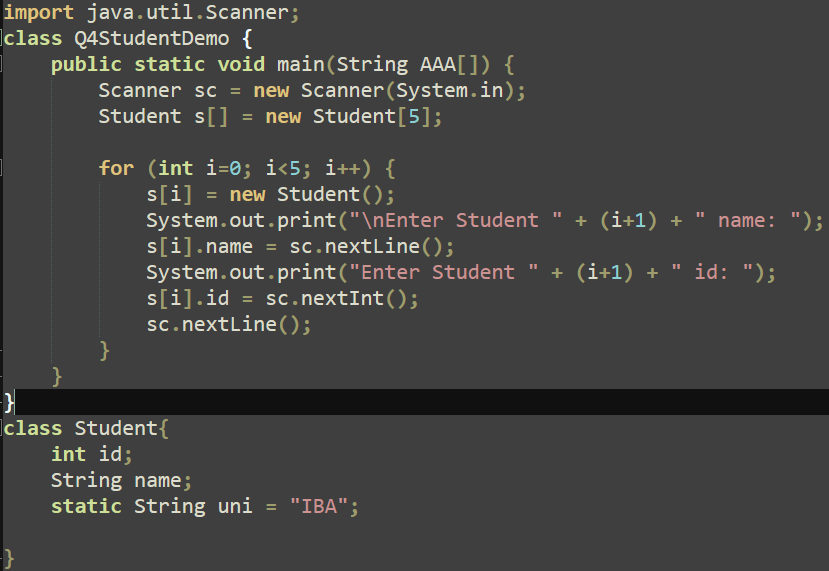 import java.util.Scanner;
class Q4StudentDemo {
    public static void main(String AAA[]) {
        Scanner sc = new Scanner(System.in);
        Student s[] = new Student[5];

        for (int i=0; i<5; i++) {
            s[i] = new Student();
            System.out.print("\nEnter Student " + (i+1) + " name: ");
            s[i].name = sc.nextLine();
            System.out.print("Enter Student " + (i+1) + " id: ");
            s[i].id = sc.nextInt();
            sc.nextLine();
        }
    }
}
class Student{
    int id;
    String name;
    static String uni = "IBA";

}